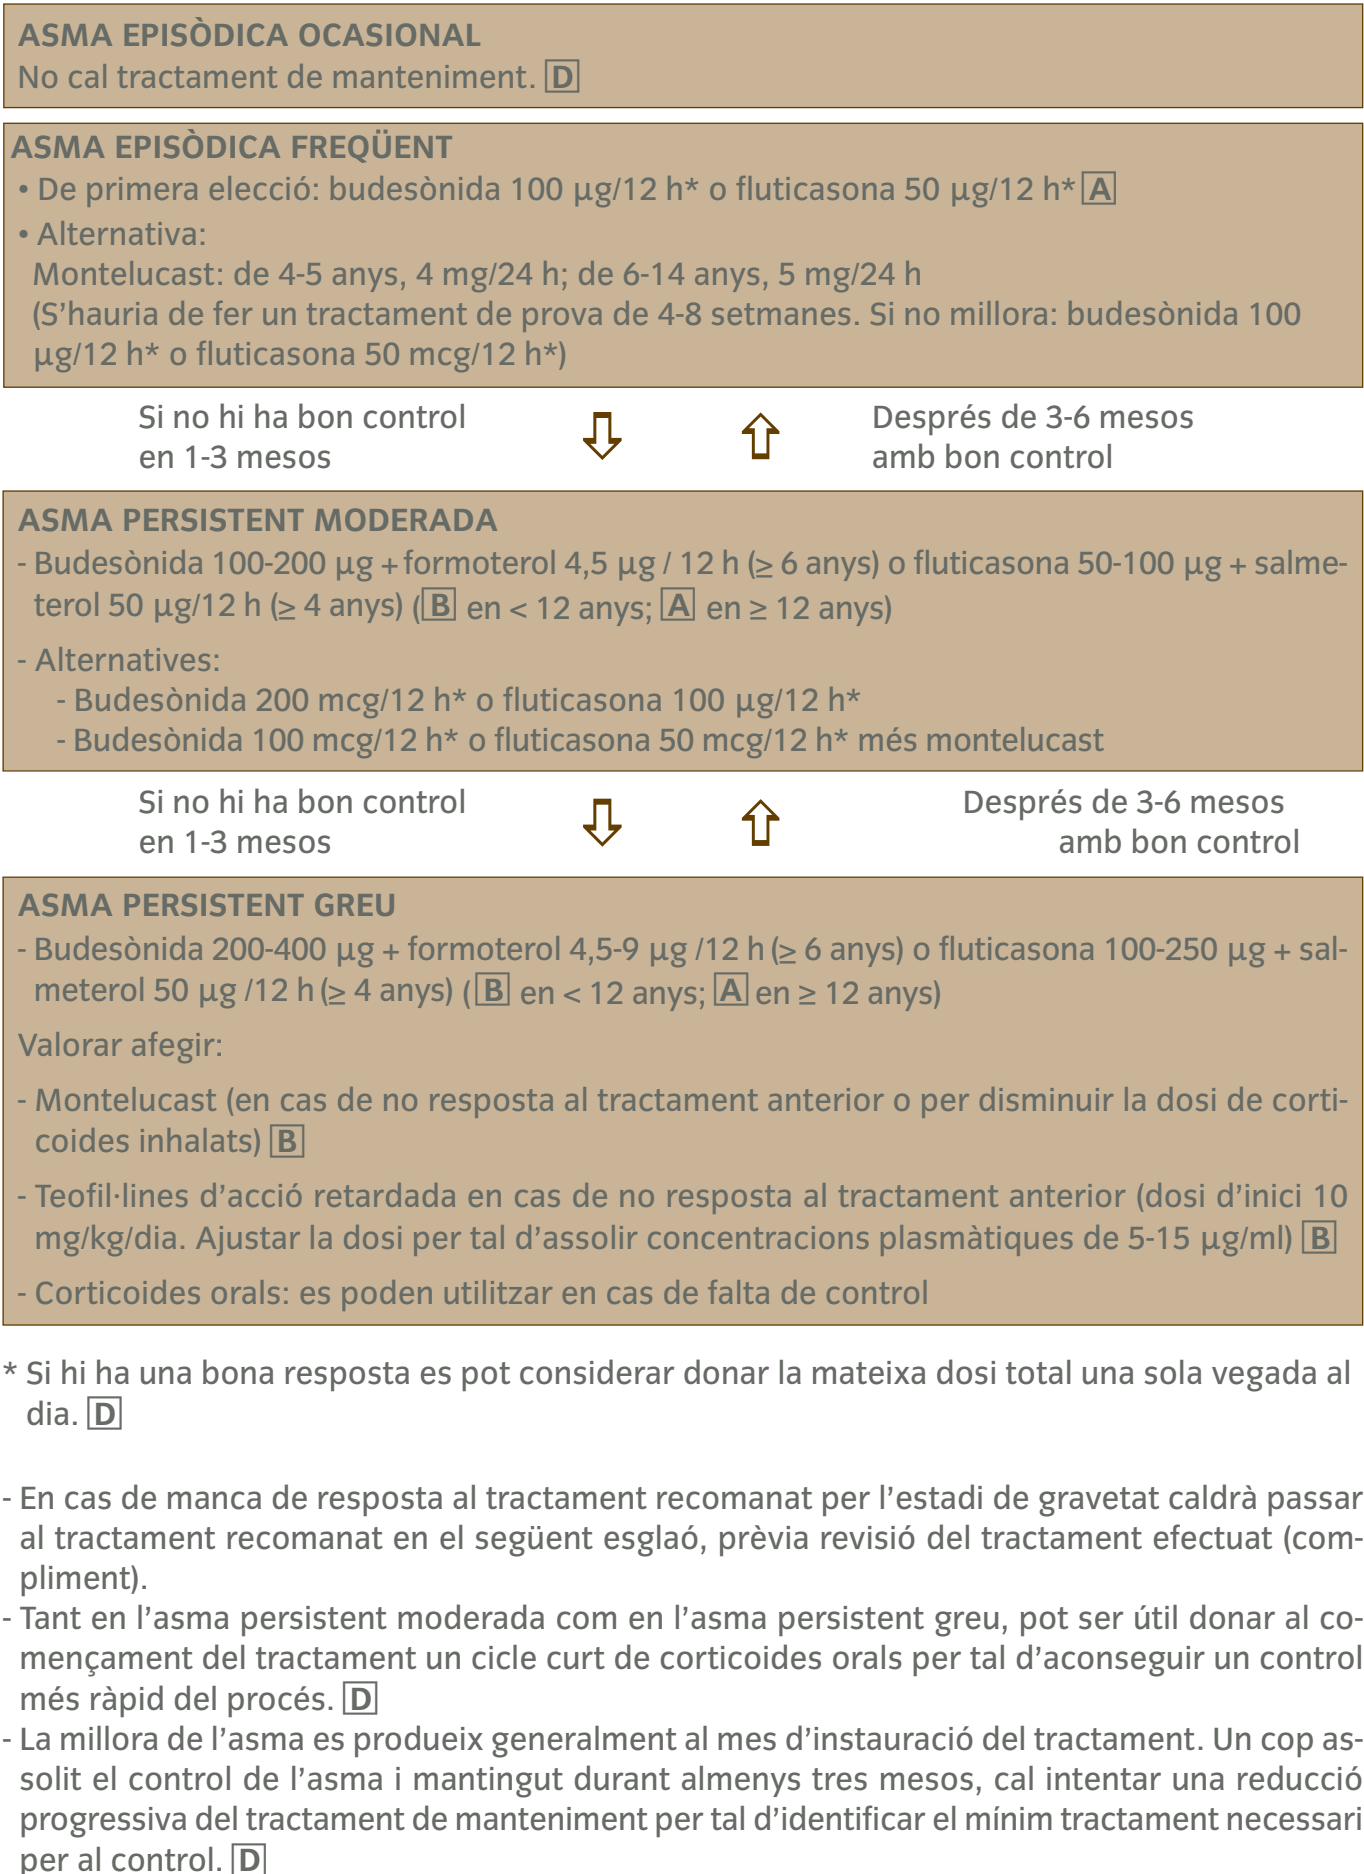 ASMA EPISÒDICA OCASIONAL
No cal tractament de manteniment. D
ASMA EPISÒDICA FREQÜENT
• De primera elecció: budesònida 100 µg/12 h* o fluticasona 50 µg/12 h* A
• Alternativa:
Montelucast: de 4-5 anys, 4 mg/24 h; de 6-14 anys, 5 mg/24 h
(S’hauria de fer un tractament de prova de 4-8 setmanes. Si no millora: budesònida 100
µg/12 h* o fluticasona 50 mcg/12 h*)
Si no hi ha bon control
en 1-3 mesos
Després de 3-6 mesos
amb bon control
ASMA PERSISTENT MODERADA
- Budesònida 100-200 µg + formoterol 4,5 µg / 12 h (≥ 6 anys) o fluticasona 50-100 µg + salme-
terol 50 µg/12 h (≥ 4 anys) (B en < 12 anys; A en ≥ 12 anys)
- Alternatives:
- Budesònida 200 mcg/12 h* o fluticasona 100 µg/12 h*
- Budesònida 100 mcg/12 h* o fluticasona 50 mcg/12 h* més montelucast
Si no hi ha bon control
en 1-3 mesos
Després de 3-6 mesos
amb bon control
ASMA PERSISTENT GREU
- Budesònida 200-400 µg + formoterol 4,5-9 µg /12 h (≥ 6 anys) o fluticasona 100-250 µg + sal-
meterol 50 µg /12 h (≥ 4 anys) ( B en < 12 anys; A en ≥ 12 anys)
Valorar afegir:
- Montelucast (en cas de no resposta al tractament anterior o per disminuir la dosi de corti-
coides inhalats) B
- Teofil·lines d’acció retardada en cas de no resposta al tractament anterior (dosi d’inici 10
mg/kg/dia. Ajustar la dosi per tal d’assolir concentracions plasmàtiques de 5-15 µg/ml) B
- Corticoides orals: es poden utilitzar en cas de falta de control
* Si hi ha una bona resposta es pot considerar donar la mateixa dosi total una sola vegada al
dia. D
- En cas de manca de resposta al tractament recomanat per l’estadi de gravetat caldrà passar
al tractament recomanat en el següent esglaó, prèvia revisió del tractament efectuat (com-
pliment).
- Tant en l’asma persistent moderada com en l’asma persistent greu, pot ser útil donar al co-
mençament del tractament un cicle curt de corticoides orals per tal d’aconseguir un control
més ràpid del procés. D
- La millora de l’asma es produeix generalment al mes d’instauració del tractament. Un cop as-
solit el control de l’asma i mantingut durant almenys tres mesos, cal intentar una reducció
progressiva del tractament de manteniment per tal d’identificar el mínim tractament necessari
per al control. D